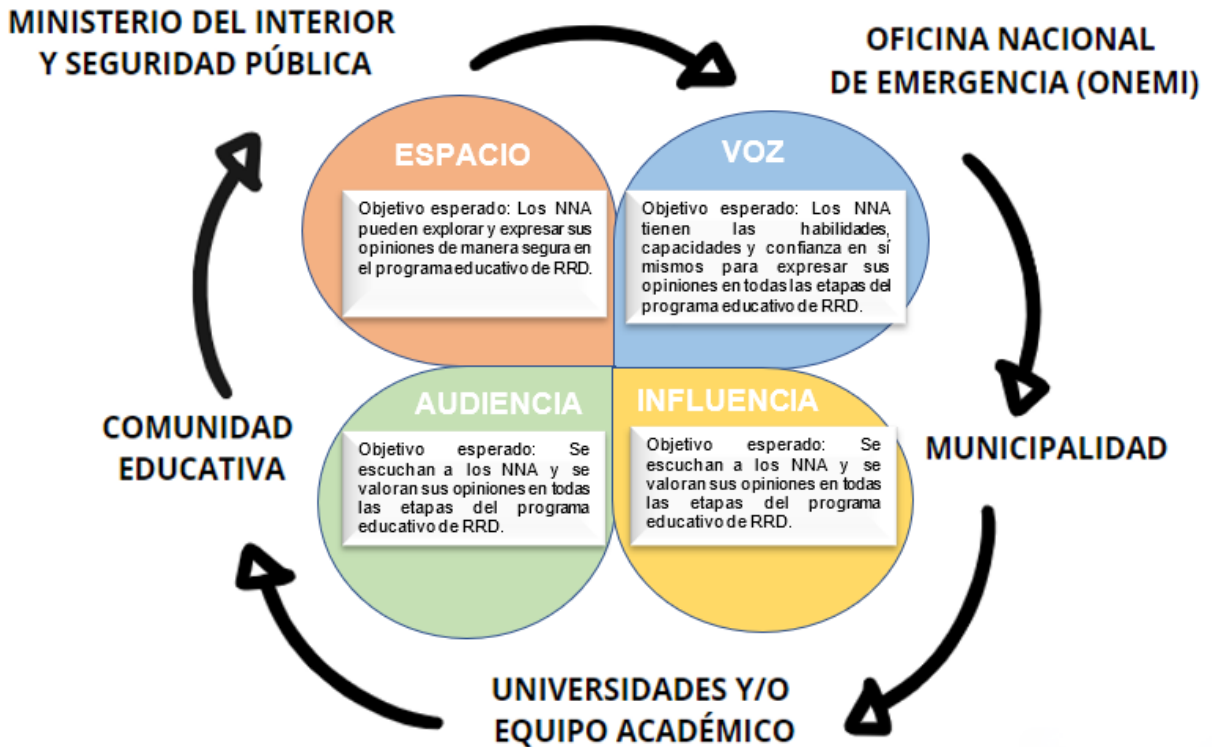 MINISTERIO DEL INTERIOR
Y SEGURIDAD PÚBLICA
OFICINA NACIONAL
DE EMERGENCIA (ONEMI)
ESPACIO
Objetivo esperado: Los NNA
pueden explorar y expresar sus
opiniones de manera segura en
el programa educativo de RRD.
VOZ
Objetivo esperado: Los NNA
tienen las habilidades,
capacidades y confianza en sí
mismos para expresar sus
opiniones en todas las etapas del
programa educativo de RRD.
AUDIENCIA
Objetivo esperado: Se
escuchan a los NNA y se
valoran sus opiniones en todas
las etapas del programa
educativo de RRD.
INFLUENCIA
Objetivo esperado: Se
escuchan a los NNA y se
valoran sus opiniones en todas
las etapas del programa
educativo de RRD.
COMUNIDAD
EDUCATIVA
MUNICIPALIDAD
UNIVERSIDADES Y/O
EQUIPO ACADÉMICO